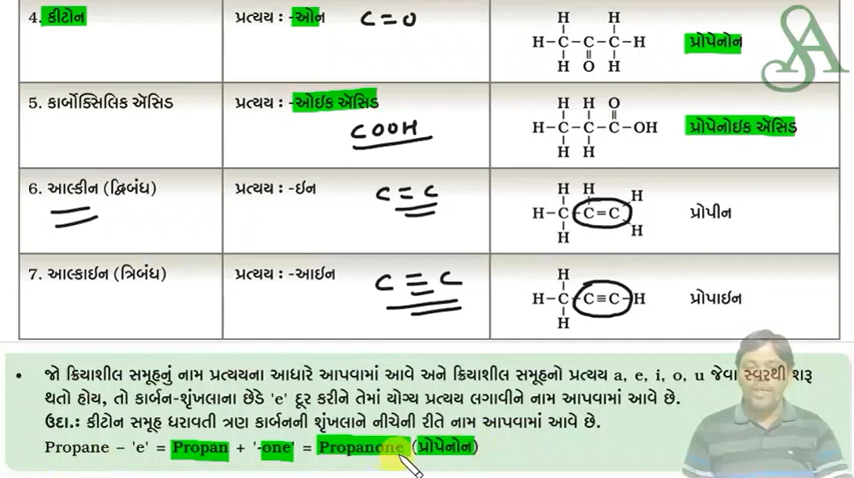 4. કીટોન પ્રત્યય : -ઓન C=O
H H
H-C-C-C-H પ્રોપેનોન
H O H
5. કાર્બોક્સિલિક ઍસિડ પ્રત્યય : -ઓઇક ઍસિડ
COOH
H H O
H-C-C-C-OH પ્રોપેનોઇક ઍસિડ
H H
6. આલ્કીન (દ્વિબંધ) પ્રત્યય : -ઈન C=C
H H H
H-C-C=C પ્રોપીન
H H
7. આલ્કાઇન (ત્રિબંધ) પ્રત્યય : -આઇન C≡C
H
H-C-C≡C-H પ્રોપાઇન
H
• જો ક્રિયાશીલ સમૂહનું નામ પ્રત્યયના આધારે આપવામાં આવે અને ક્રિયાશીલ સમૂહનો પ્રત્યય a, e, i, o, u જેવા સ્વરથી શરૂ
થતો હોય, તો કાર્બન-શૃંખલાના છેડે 'e' દૂર કરીને તેમાં યોગ્ય પ્રત્યય લગાવીને નામ આપવામાં આવે છે.
ઉદા.: કીટોન સમૂહ ધરાવતી ત્રણ કાર્બનની શૃંખલાને નીચેની રીતે નામ આપવામાં આવે છે.
Propane – 'e' = Propan + '-one' = Propanone (પ્રોપેનોન)